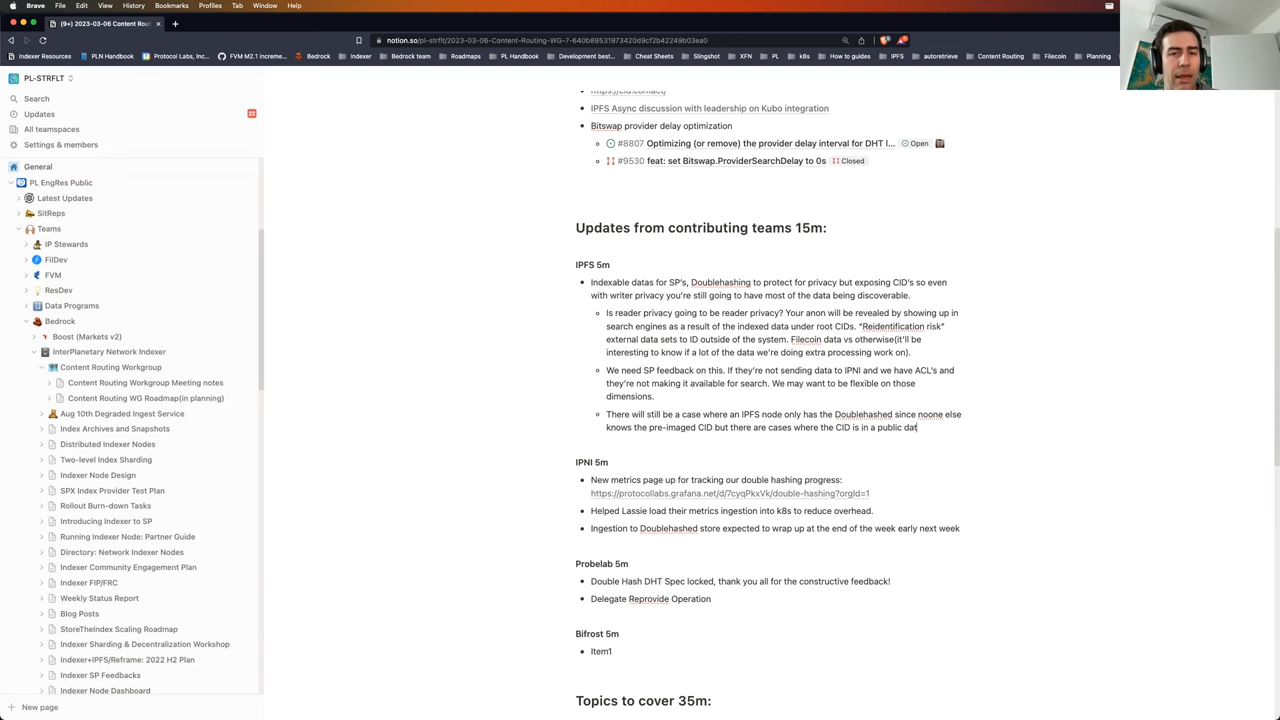 Brave File Edit View History Bookmarks Profiles Tab Window Help
(9+) 2023-03-06 Content Rou
notion.so/pl-strflt/2023-03-06-Content-Routing-WG-7-640b89531973420d9cf2b42249b03ea0
Indexer Resources PLN Handbook Protocol Labs, Inc... FVM M2.1 increme... Bedrock Indexer Bedrock team Roadmaps PL Handbook Development best... Cheat Sheets Slingshot XFN PL k8s How to guides IPFS autoretrieve Content Routing Filecoin Planning
PL-STRFLT
Search
Updates 22
All teamspaces
Settings & members
General
PL EngRes Public
Latest Updates
SitReps
Teams
IP Stewards
FilDev
FVM
ResDev
Data Programs
Bedrock
Boost (Markets v2)
InterPlanetary Network Indexer
Content Routing Workgroup
Content Routing Workgroup Meeting notes
Content Routing WG Roadmap(in planning)
Aug 10th Degraded Ingest Service
Index Archives and Snapshots
Distributed Indexer Nodes
Two-level Index Sharding
Indexer Node Design
SPX Index Provider Test Plan
Rollout Burn-down Tasks
Introducing Indexer to SP
Running Indexer Node: Partner Guide
Directory: Network Indexer Nodes
Indexer Community Engagement Plan
Indexer FIP/FRC
Weekly Status Report
Blog Posts
StoreTheIndex Scaling Roadmap
Indexer Sharding & Decentralization Workshop
Indexer+IPFS/Reframe: 2022 H2 Plan
Indexer SP Feedbacks
Indexer Node Dashboard
New page
https://cid.contact/
IPFS Async discussion with leadership on Kubo integration
Bitswap provider delay optimization
#8807 Optimizing (or remove) the provider delay interval for DHT l... Open
#9530 feat: set Bitswap.ProviderSearchDelay to 0s Closed
Updates from contributing teams 15m:
IPFS 5m
Indexable datas for SP's, Doublehashing to protect for privacy but exposing CID's so even
with writer privacy you're still going to have most of the data being discoverable.
Is reader privacy going to be reader privacy? Your anon will be revealed by showing up in
search engines as a result of the indexed data under root CIDs. “Reidentification risk”
external data sets to ID outside of the system. Filecoin data vs otherwise(it'll be
interesting to know if a lot of the data we're doing extra processing work on).
We need SP feedback on this. If they're not sending data to IPNI and we have ACL's and
they're not making it available for search. We may want to be flexible on those
dimensions.
There will still be a case where an IPFS node only has the Doublehashed since noone else
knows the pre-imaged CID but there are cases where the CID is in a public dat
IPNI 5m
New metrics page up for tracking our double hashing progress:
https://protocollabs.grafana.net/d/7cyqPkxVk/double-hashing?orgId=1
Helped Lassie load their metrics ingestion into k8s to reduce overhead.
Ingestion to Doublehashed store expected to wrap up at the end of the week early next week
Probelab 5m
Double Hash DHT Spec locked, thank you all for the constructive feedback!
Delegate Reprovide Operation
Bifrost 5m
Item1
Topics to cover 35m: